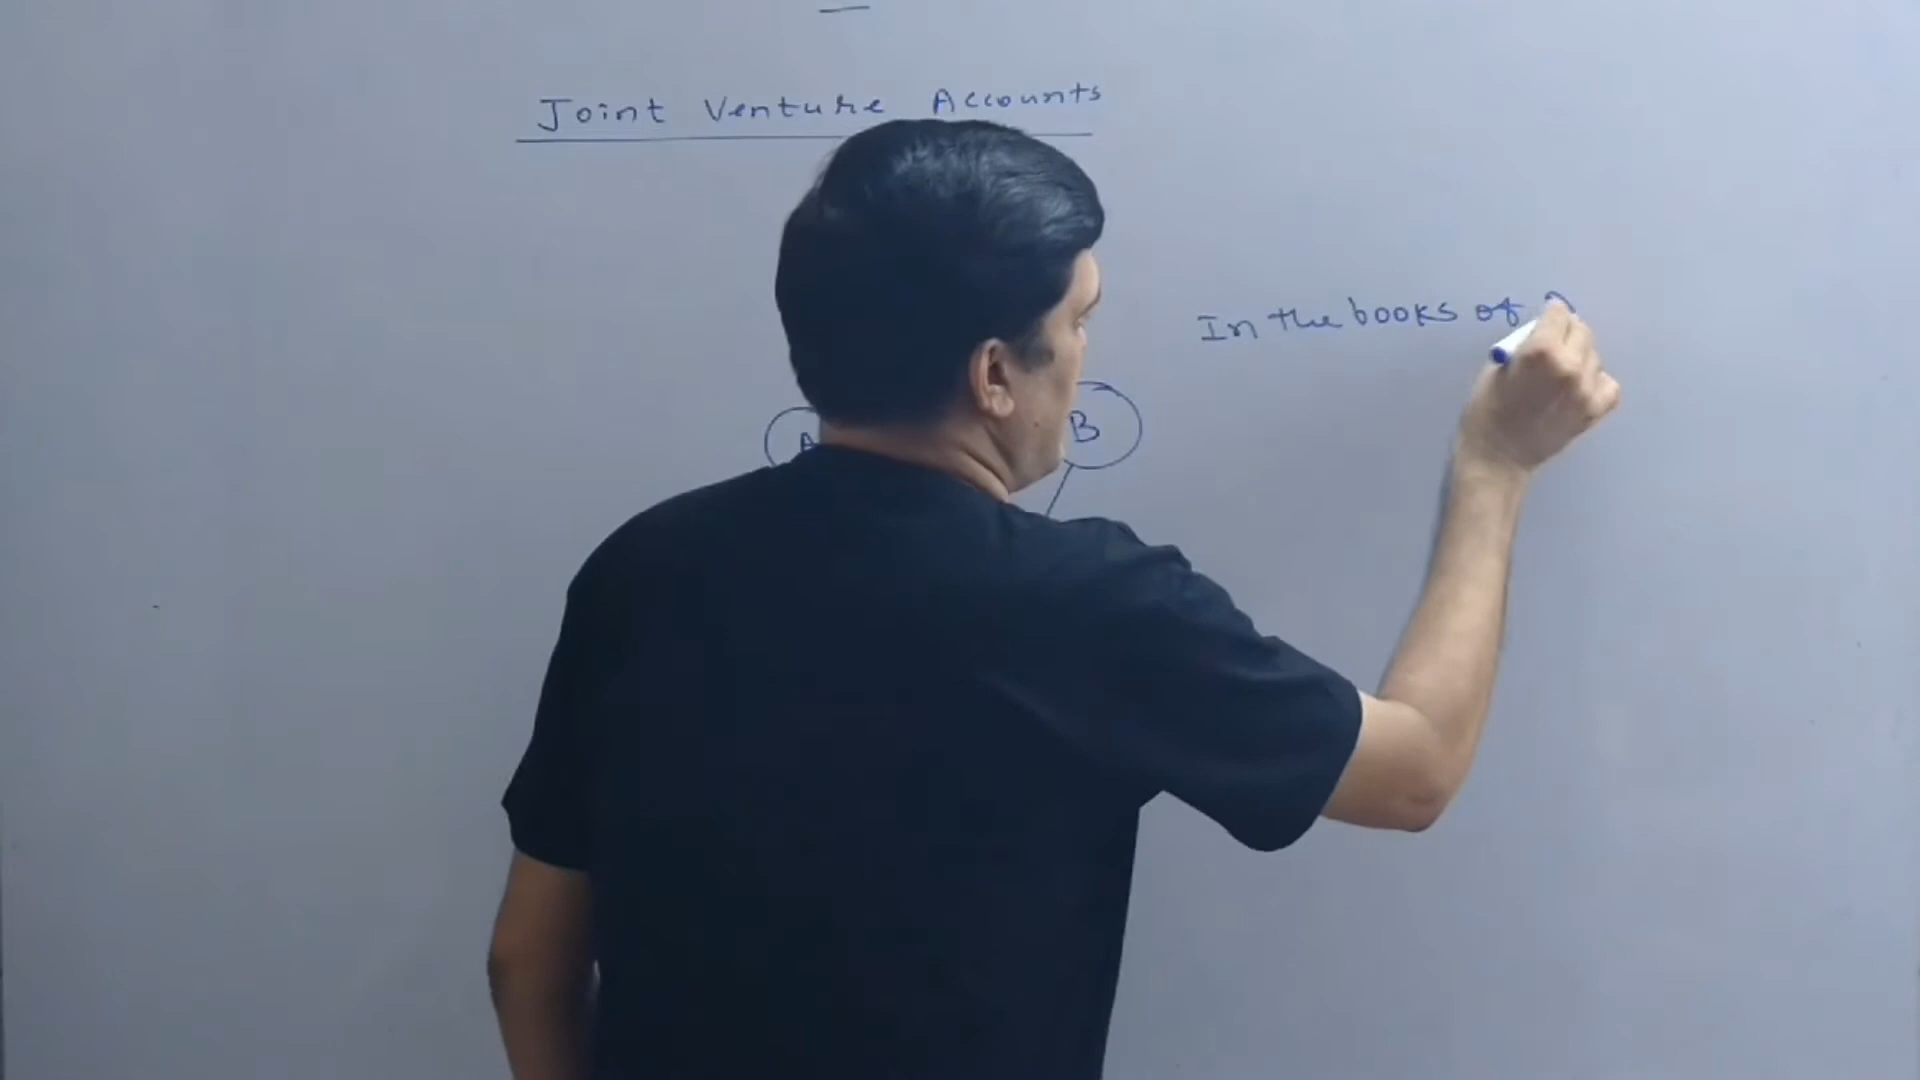 Joint Venture Accounts
In the books of
A
B